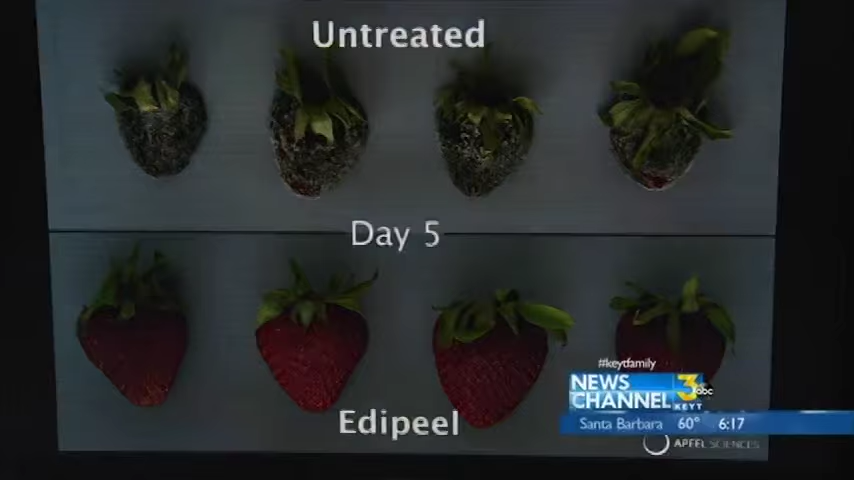 Untreated
Day 5
Edipeel
#keytfamily
NEWS
CHANNEL 3 abc
KEYT
Santa Barbara 60° 6:17
APEEL SCIENCES